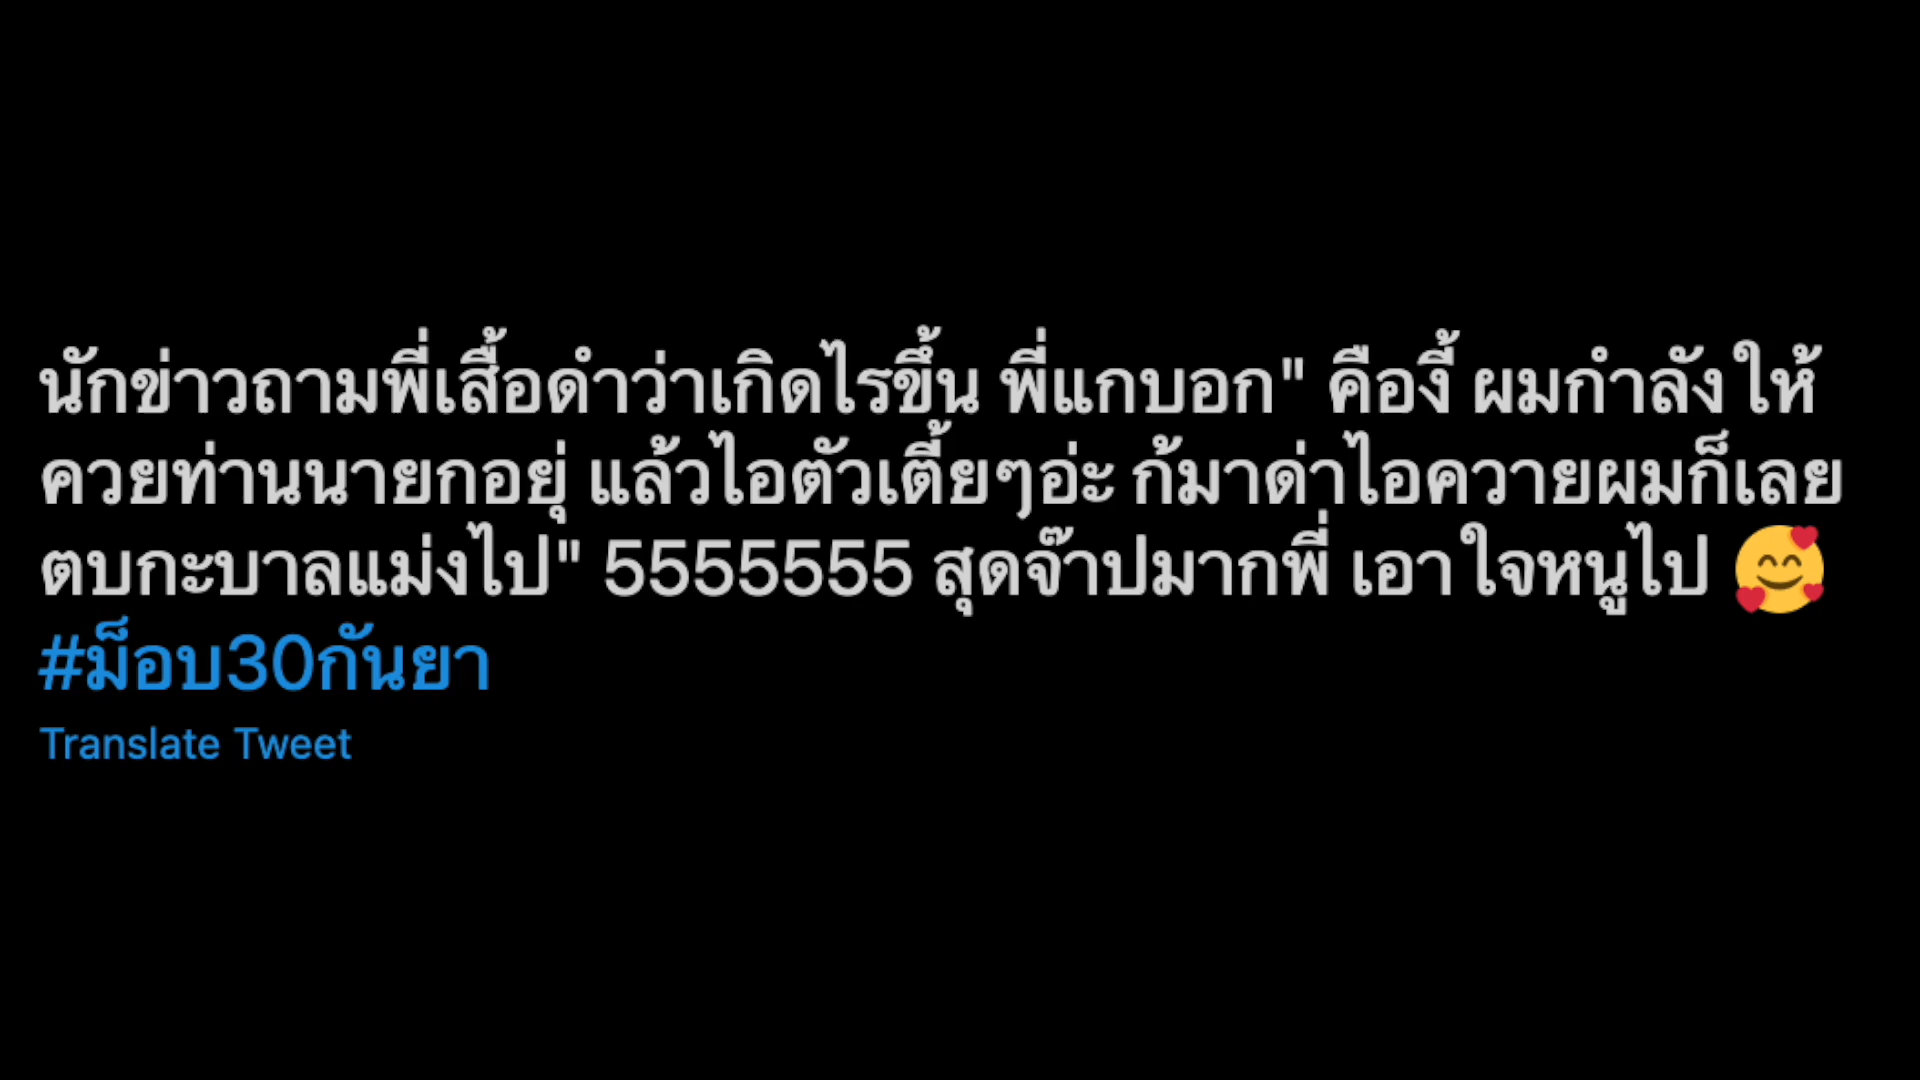 นักข่าวถามพี่เสื้อดำว่าเกิดไรขึ้น พี่แกบอก" คืองี้ ผมกำลังให้
ควยท่านนายกอยุ่ แล้วไอตัวเตี้ยๆอ่ะ ก้มาด่าไอควายผมก็เลย
ตบกะบาลแม่งไป" 5555555 สุดจ๊าปมากพี่ เอาใจหนูไป 🥰
#ม็อบ30กันยา
Translate Tweet